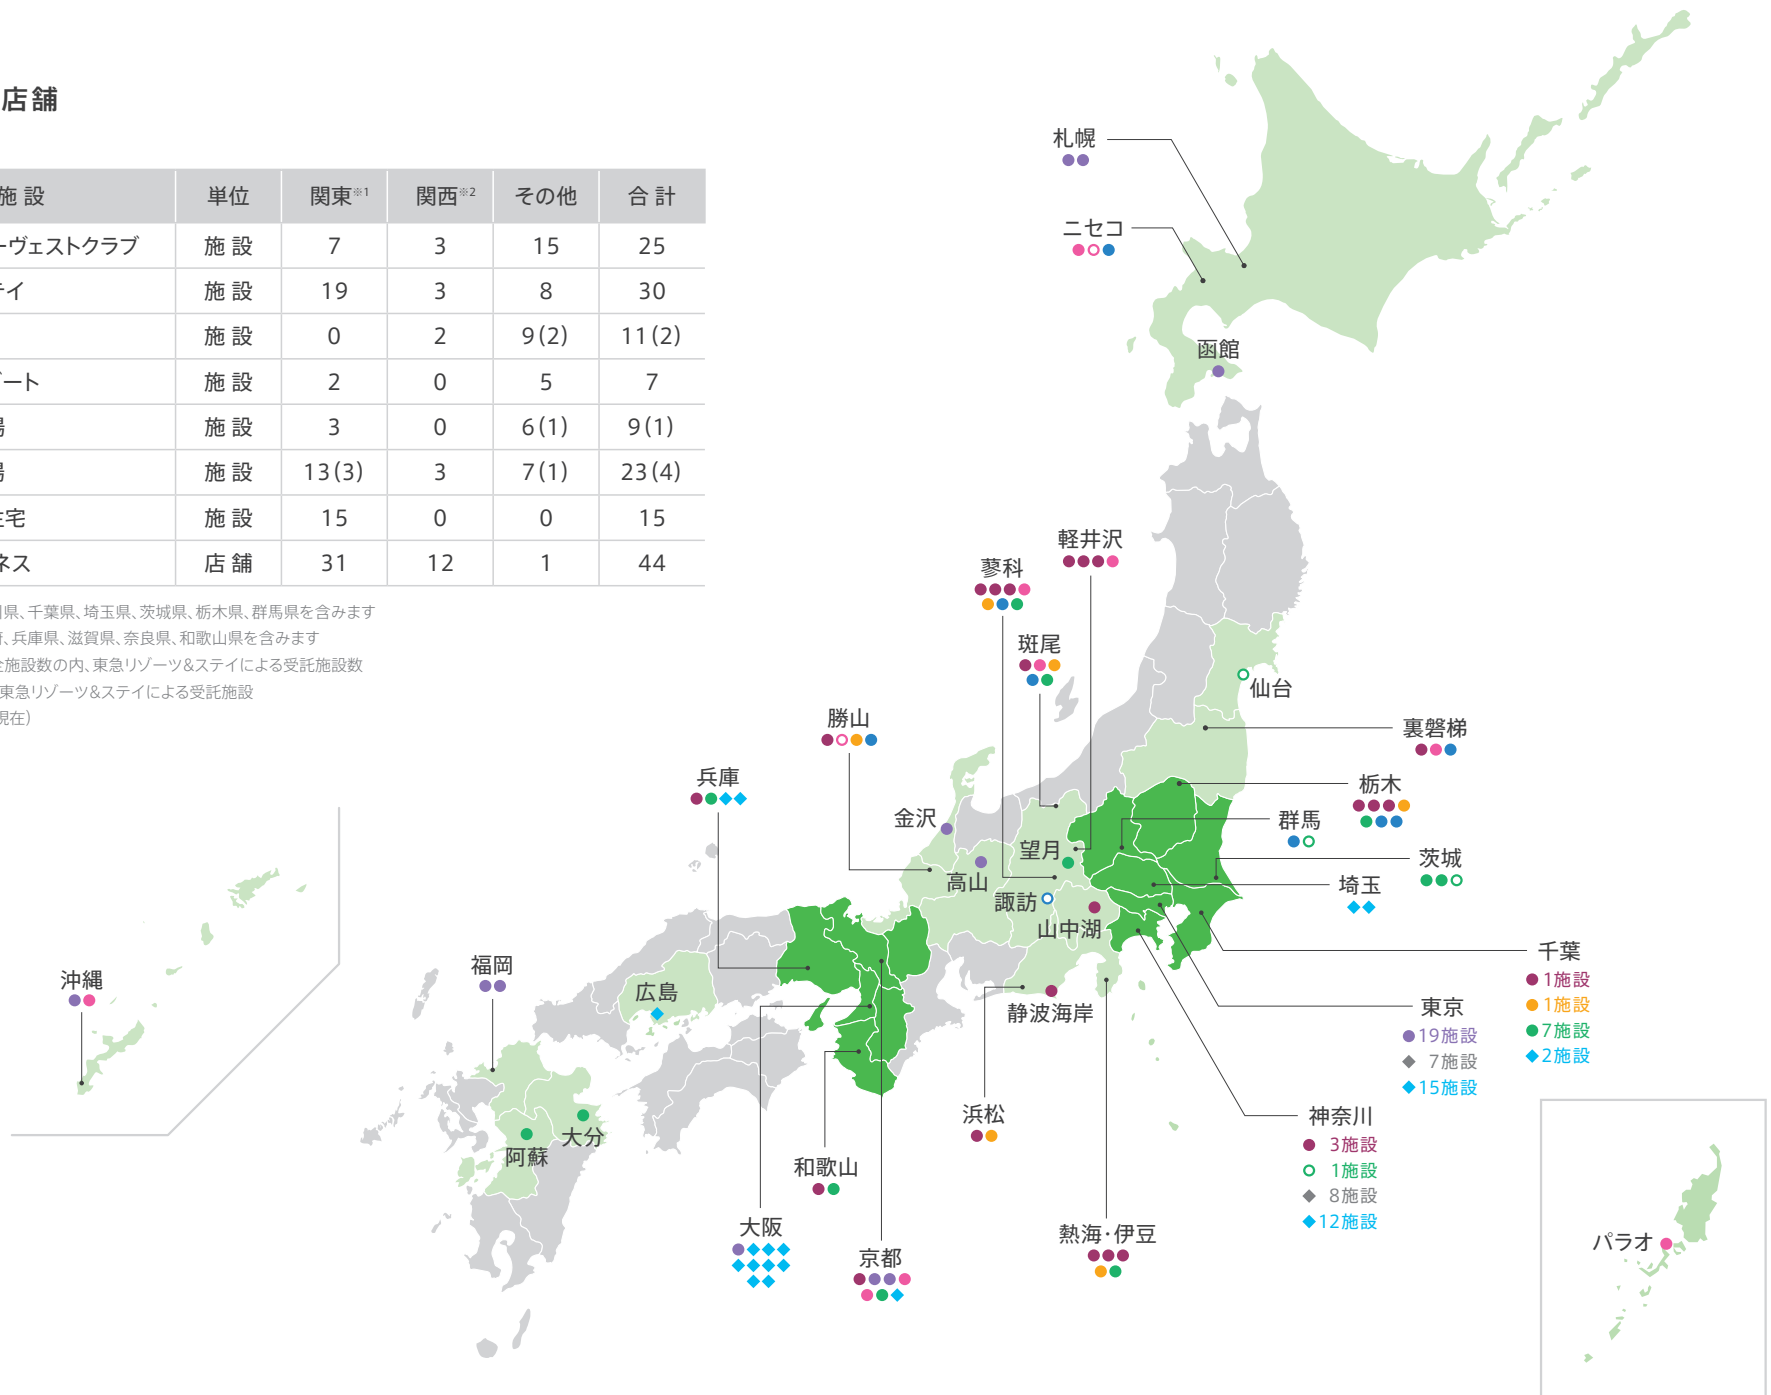 店舗
施 設 単位 関東※1 関西※2 その他 合 計
ーヴェストクラブ 施 設 7 3 15 25
テイ 施 設 19 3 8 30
施 設 0 2 9(2) 11(2)
ゾート 施 設 2 0 5 7
場 施 設 3 0 6(1) 9(1)
場 施 設 13(3) 3 7(1) 23(4)
住宅 施 設 15 0 0 15
ネス 店 舗 31 12 1 44
川県、千葉県、埼玉県、茨城県、栃木県、群馬県を含みます
府、兵庫県、滋賀県、奈良県、和歌山県を含みます
全施設数の内、東急リゾーツ&ステイによる受託施設数
東急リゾーツ&ステイによる受託施設
現在)
札幌
ニセコ
函館
軽井沢
蓼科
斑尾
仙台
勝山
裏磐梯
兵庫
栃木
金沢
群馬
望月
茨城
高山
埼玉
諏訪
山中湖
千葉
1施設
1施設
7施設
2施設
沖縄
福岡
広島
静波海岸
東京
19施設
7施設
15施設
浜松
神奈川
3施設
1施設
8施設
12施設
大分
阿蘇
和歌山
大阪
京都
熱海・伊豆
パラオ